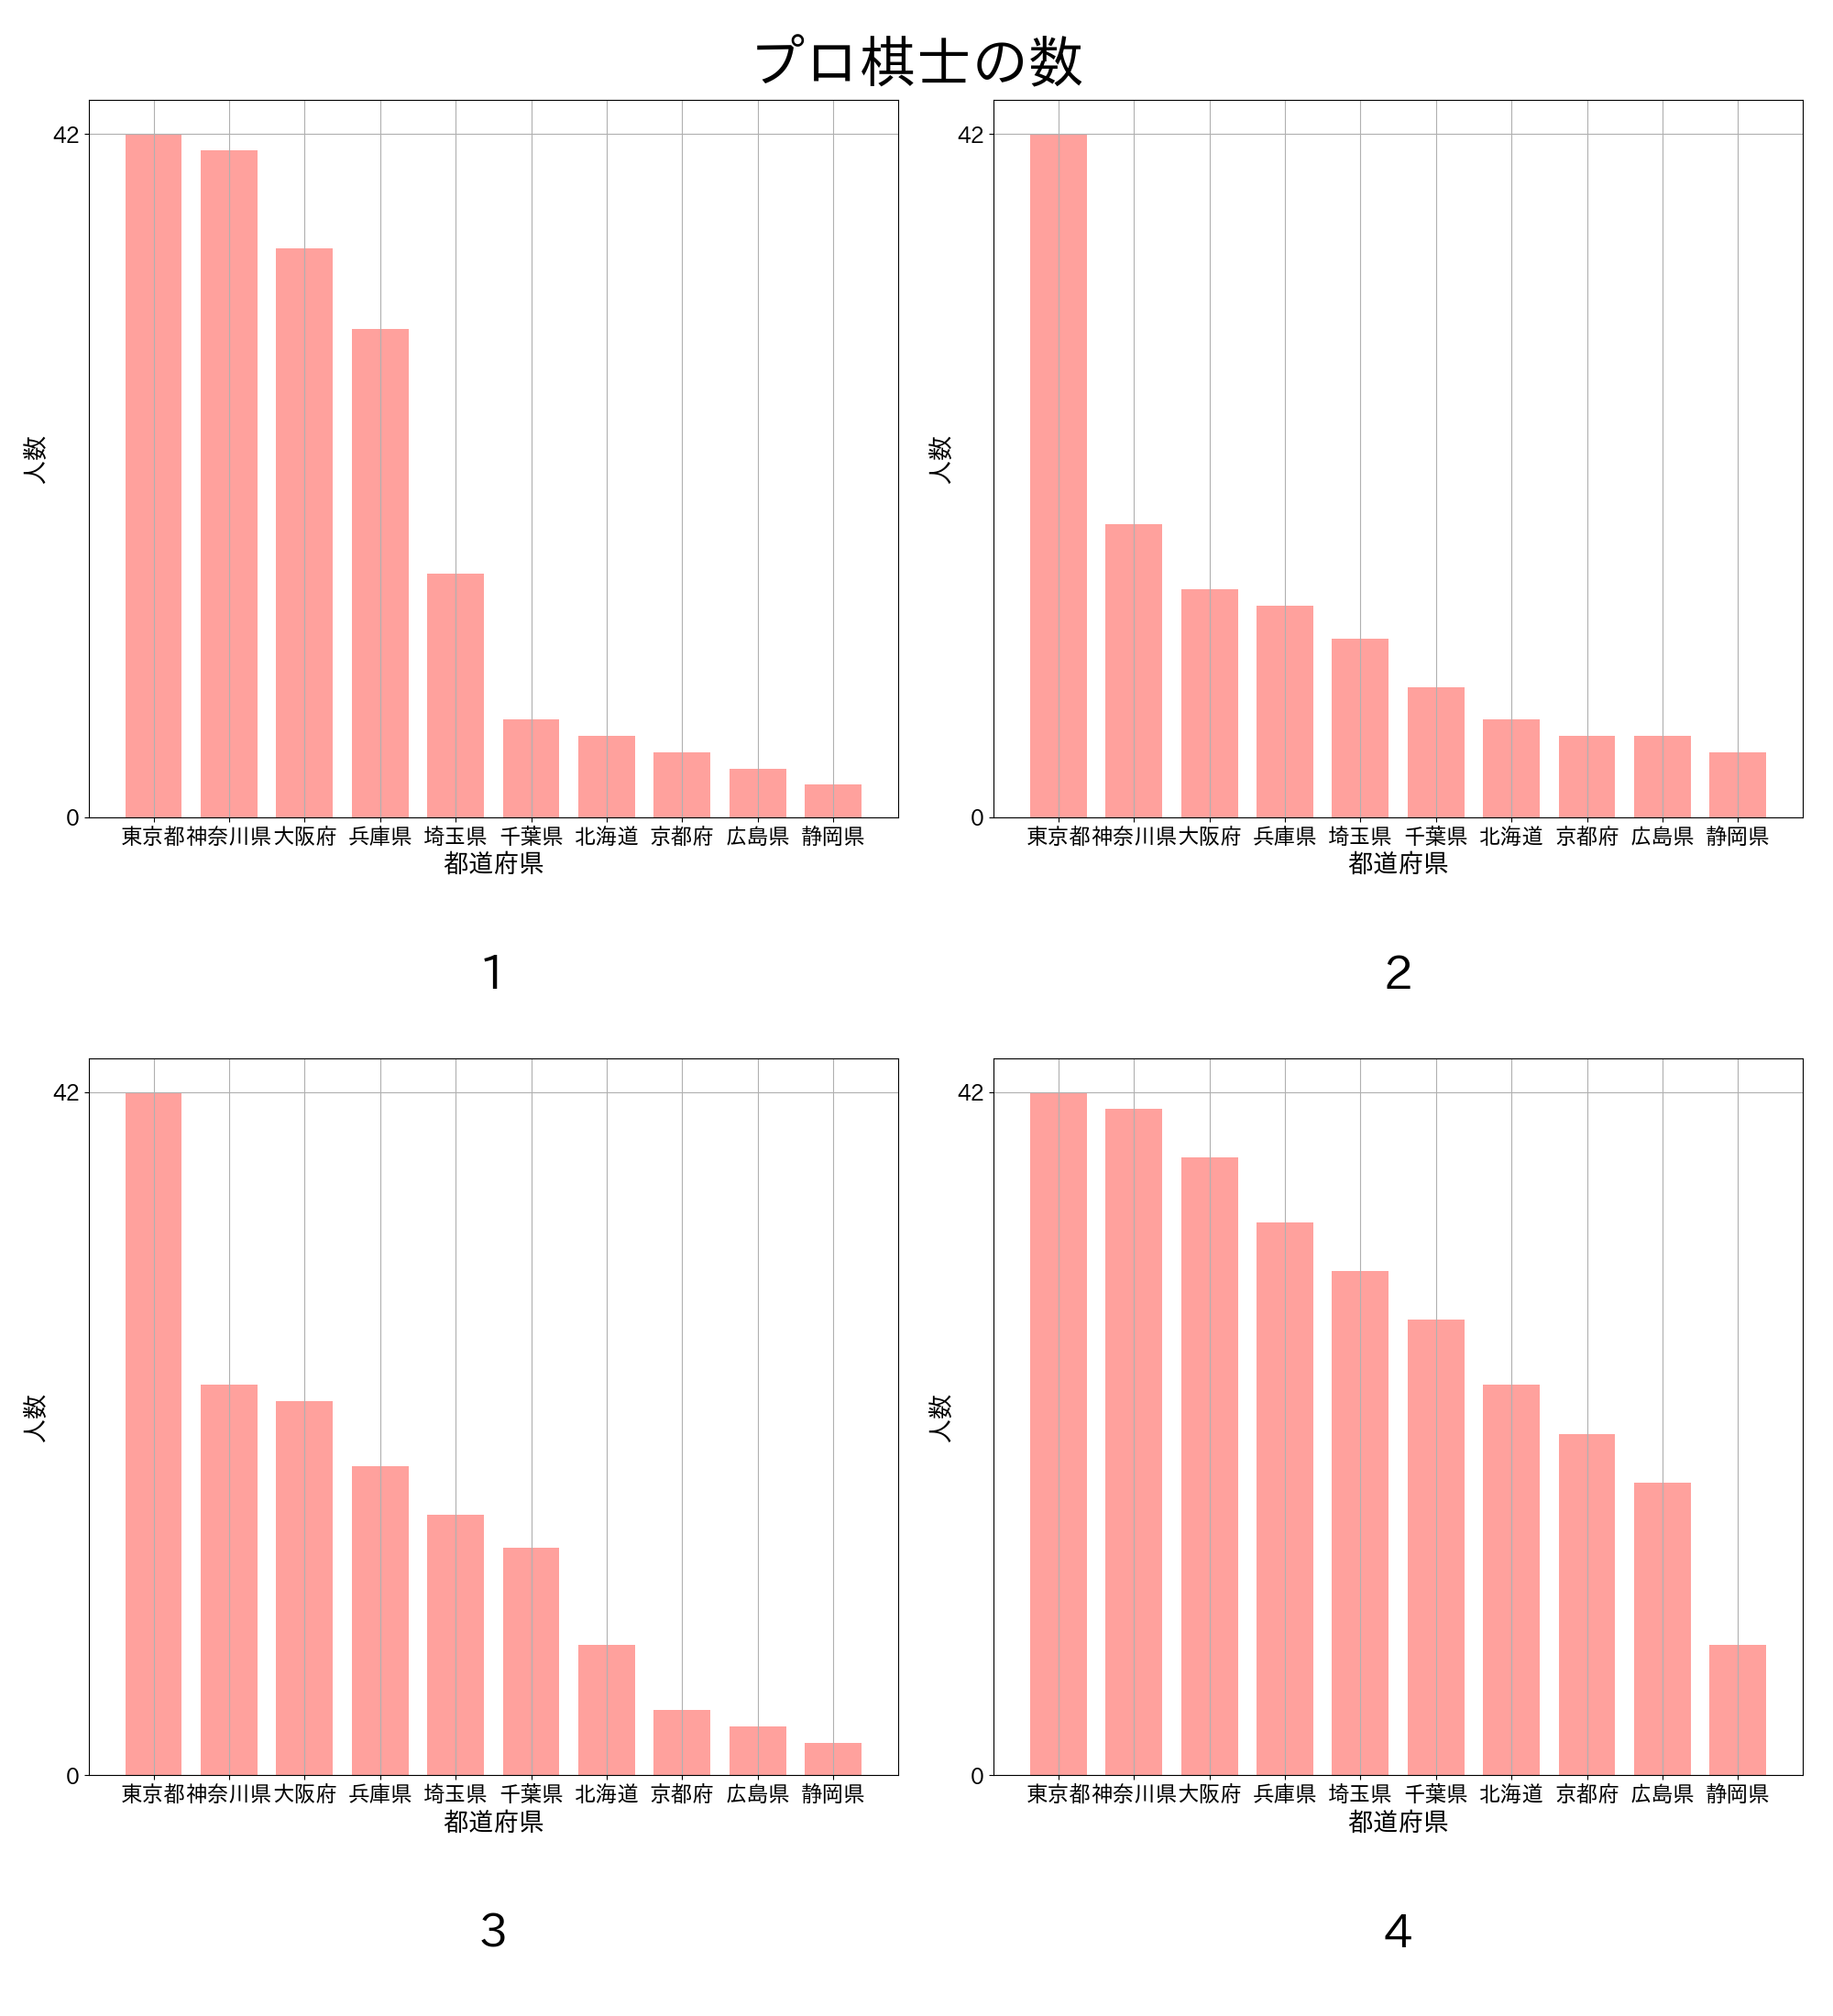 プロ棋士の数
42
0
人数
東京都 神奈川県 大阪府 兵庫県 埼玉県 千葉県 北海道 京都府 広島県 静岡県
都道府県
1
42
0
人数
東京都 神奈川県 大阪府 兵庫県 埼玉県 千葉県 北海道 京都府 広島県 静岡県
都道府県
2
42
0
人数
東京都 神奈川県 大阪府 兵庫県 埼玉県 千葉県 北海道 京都府 広島県 静岡県
都道府県
3
42
0
人数
東京都 神奈川県 大阪府 兵庫県 埼玉県 千葉県 北海道 京都府 広島県 静岡県
都道府県
4